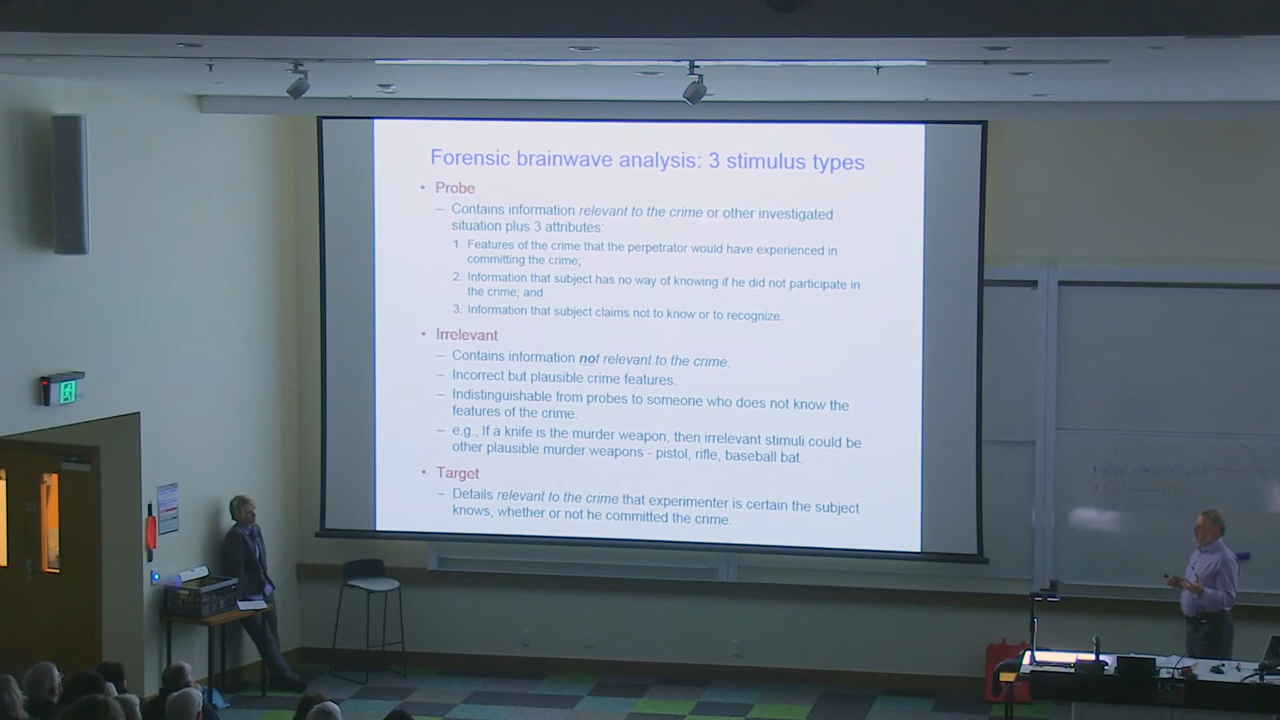 Forensic brainwave analysis: 3 stimulus types
• Probe
– Contains information relevant to the crime or other investigated
situation plus 3 attributes:
1. Features of the crime that the perpetrator would have experienced in
committing the crime;
2. Information that subject has no way of knowing if he did not participate in
the crime; and
3. Information that subject claims not to know or to recognize.
• Irrelevant
– Contains information not relevant to the crime.
– Incorrect but plausible crime features.
– Indistinguishable from probes to someone who does not know the
features of the crime.
– e.g., If a knife is the murder weapon, then irrelevant stimuli could be
other plausible murder weapons - pistol, rifle, baseball bat.
• Target
– Details relevant to the crime that experimenter is certain the subject
knows, whether or not he committed the crime.